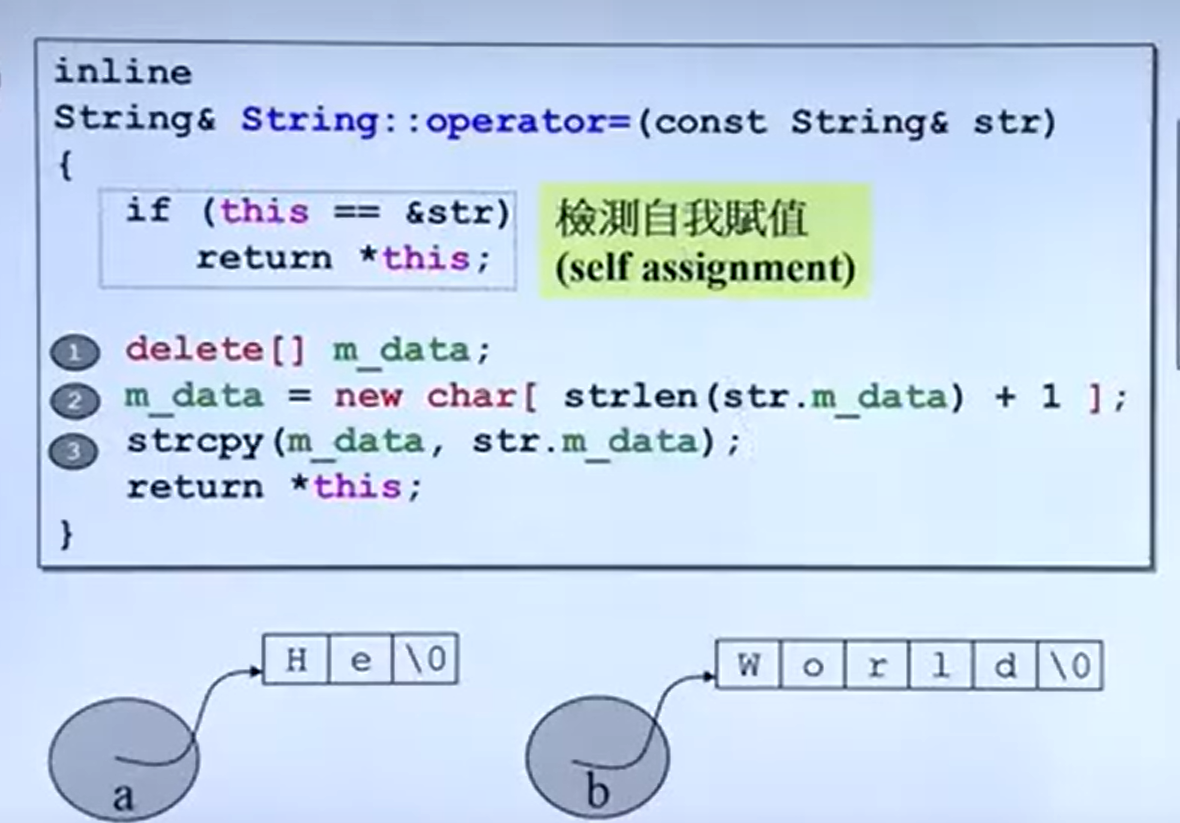 inline
String& String::operator=(const String& str)
{
if (this == &str)
return *this;
檢測自我賦值
(self assignment)
1 delete[] m_data;
2 m_data = new char[ strlen(str.m_data) + 1 ];
3 strcpy(m_data, str.m_data);
return *this;
}
H e \0
W o r l d \0
a
b